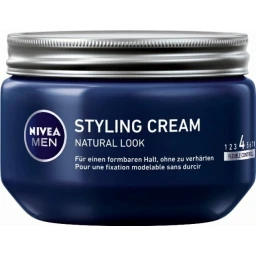 NIVEA
MEN
STYLING CREAM
NATURAL LOOK
Für einen formbaren Halt, ohne zu verhärten
Pour une fixation modelable sans durcir
1 2 3 4 5 6
FLEXIBLE CONTROL